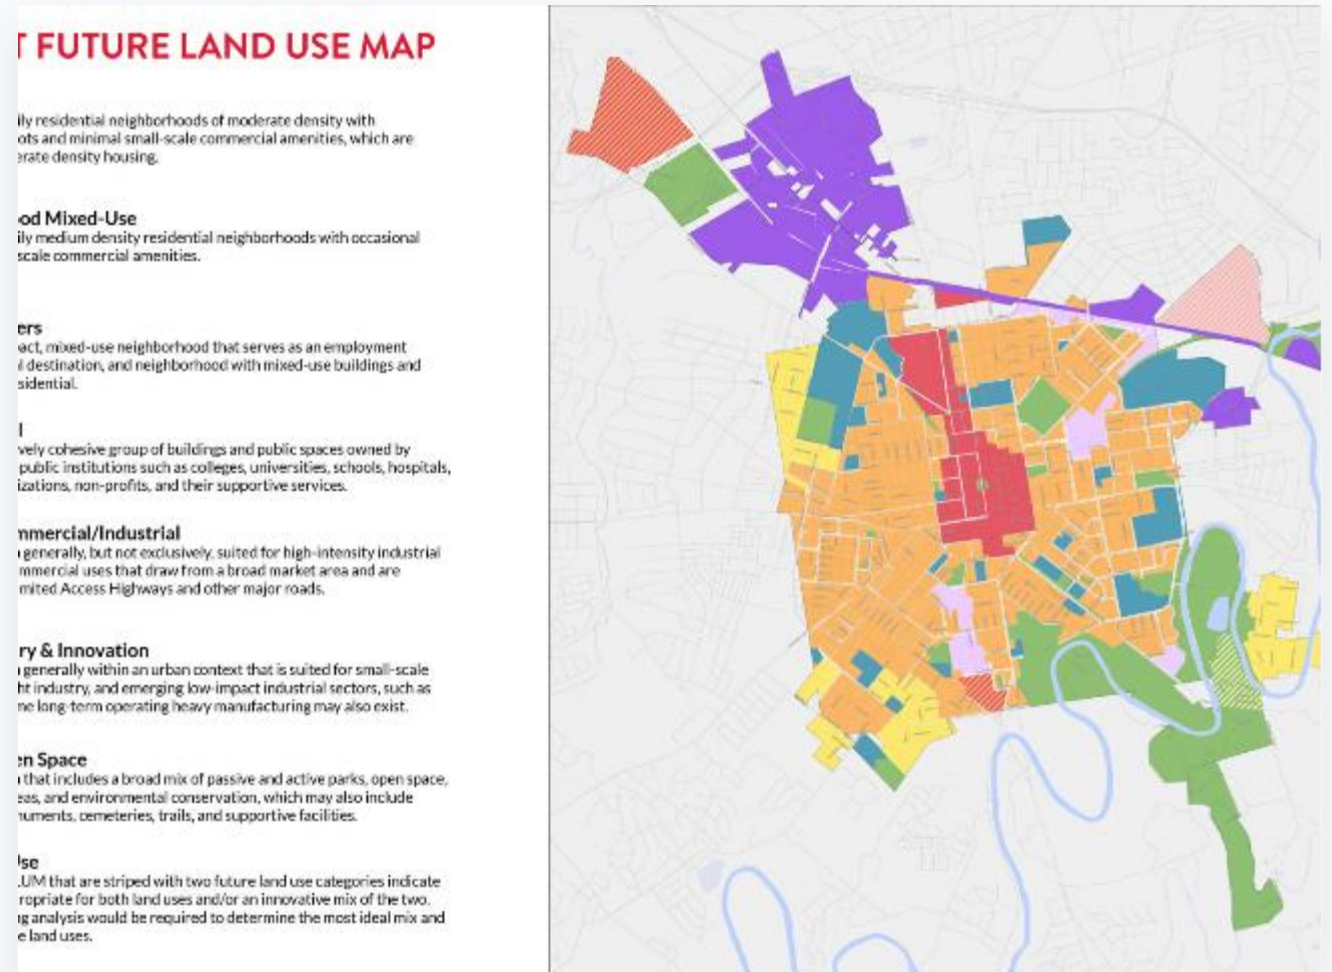 T FUTURE LAND USE MAP
ily residential neighborhoods of moderate density with
ots and minimal small-scale commercial amenities, which are
erate density housing.
od Mixed-Use
ily medium density residential neighborhoods with occasional
scale commercial amenities.
ers
act, mixed-use neighborhood that serves as an employment
l destination, and neighborhood with mixed-use buildings and
sidential.
l
vely cohesive group of buildings and public spaces owned by
public institutions such as colleges, universities, schools, hospitals,
izations, non-profits, and their supportive services.
mmercial/Industrial
generally, but not exclusively, suited for high-intensity industrial
mmercial uses that draw from a broad market area and are
mited Access Highways and other major roads.
ry & Innovation
generally within an urban context that is suited for small-scale
ht industry, and emerging low-impact industrial sectors, such as
ne long-term operating heavy manufacturing may also exist.
en Space
that includes a broad mix of passive and active parks, open space,
eas, and environmental conservation, which may also include
numents, cemeteries, trails, and supportive facilities.
Use
LUM that are striped with two future land use categories indicate
ropriate for both land uses and/or an innovative mix of the two.
ng analysis would be required to determine the most ideal mix and
e land uses.